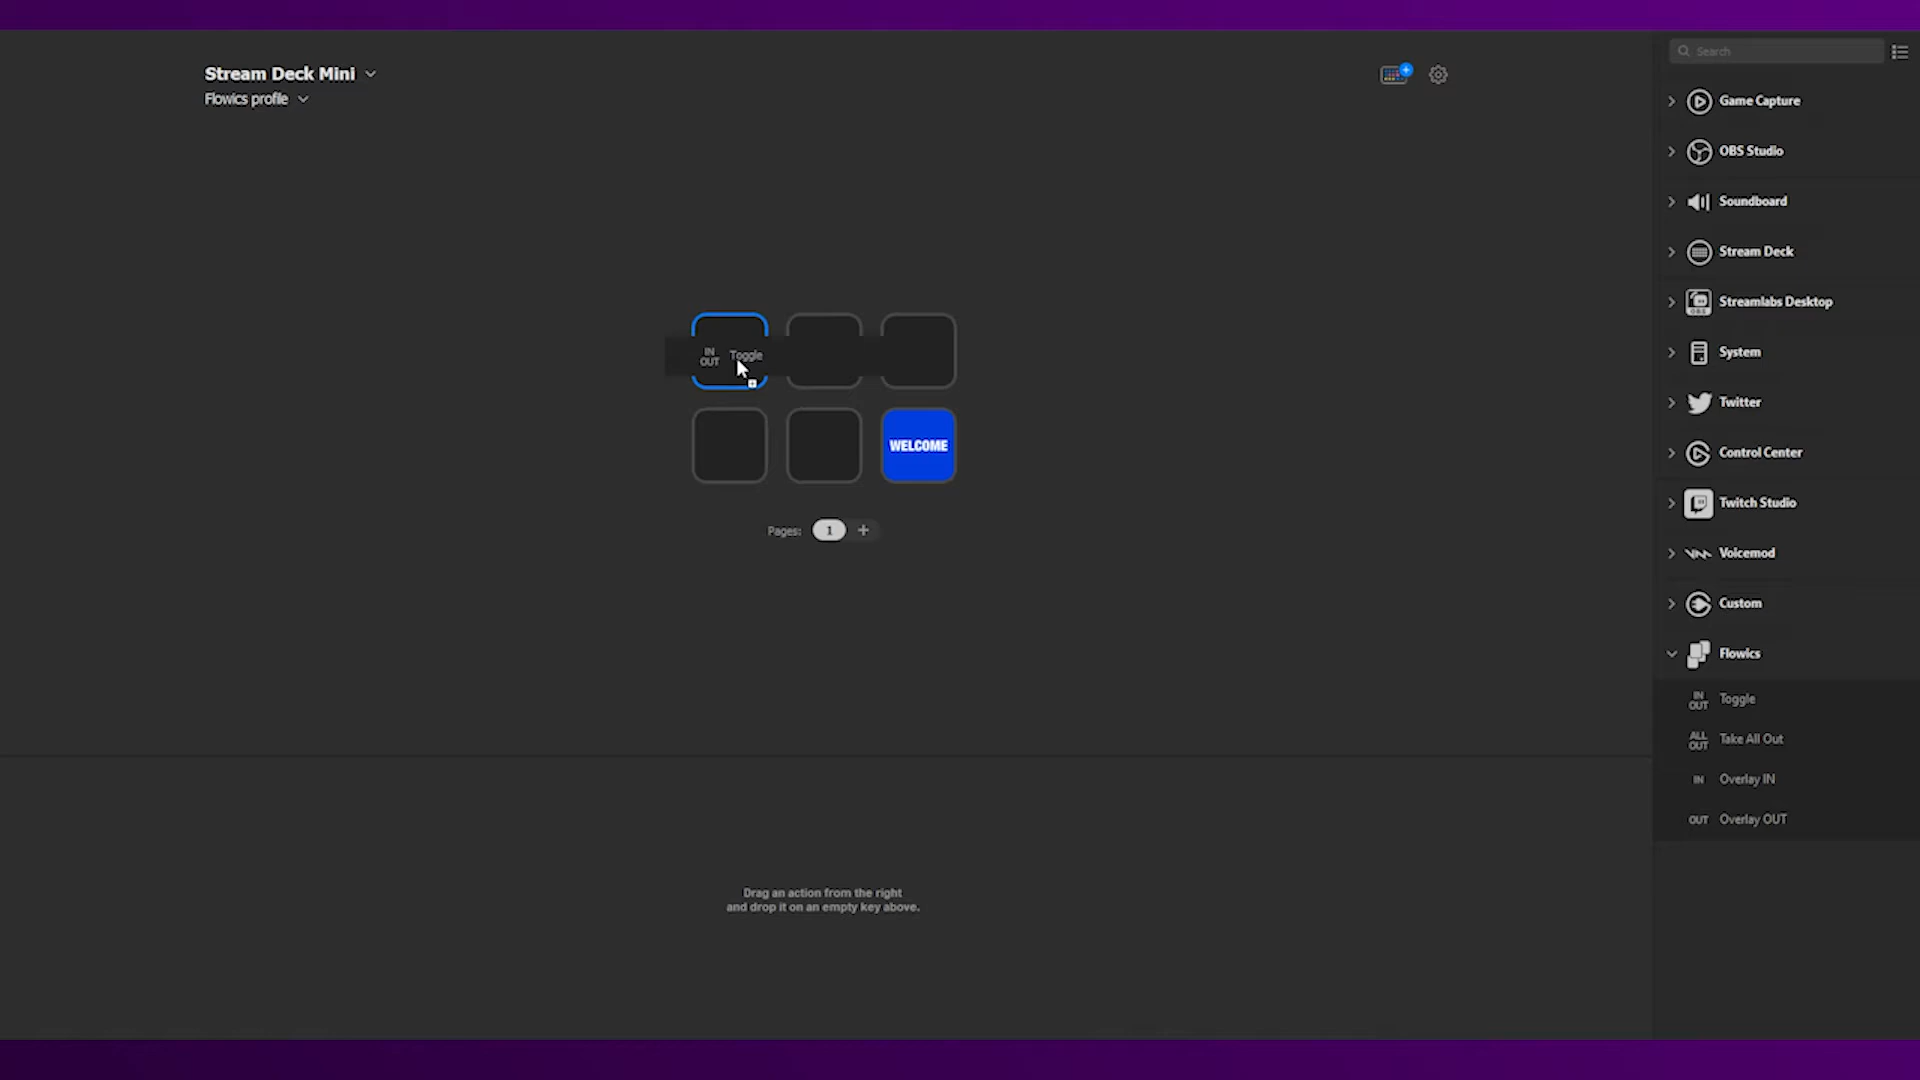 Stream Deck Mini
Flowics profile
IN
OUT
Toggle
WELCOME
Pages: 1 +
Drag an action from the right
and drop it on an empty key above.
Search
Game Capture
OBS Studio
Soundboard
Stream Deck
OBS
Streamlabs Desktop
System
Twitter
Control Center
Twitch Studio
Voicemod
Custom
Flowics
IN
OUT
Toggle
ALL
OUT
Take All Out
IN Overlay IN
OUT Overlay OUT